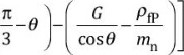 π/3 − θ) − (G/cosθ − ρ_fP/m_n)]